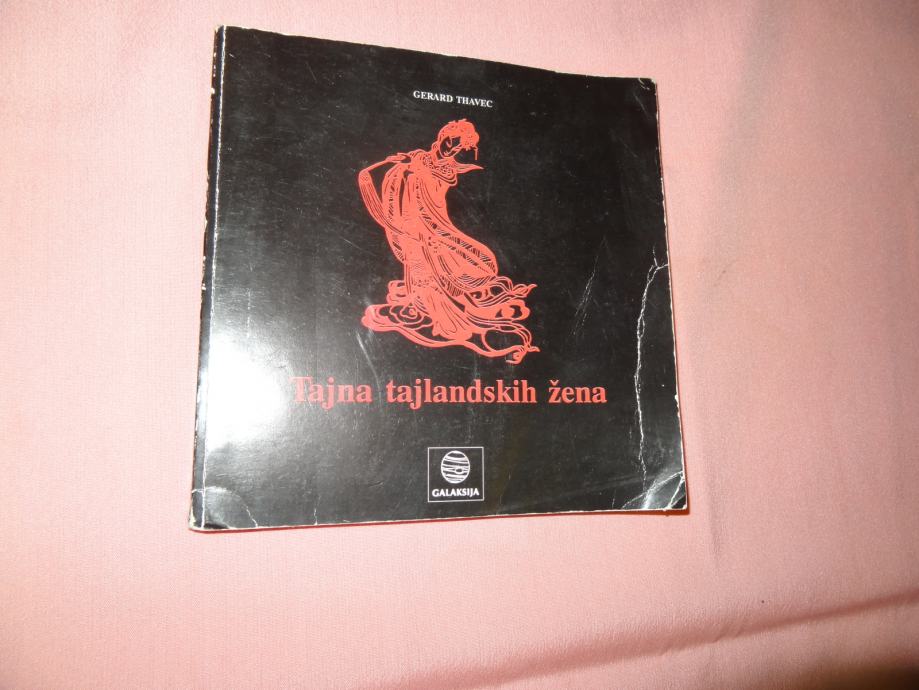 GERARD THAVEC
Tajna tajlandskih žena
GALAKSIJA